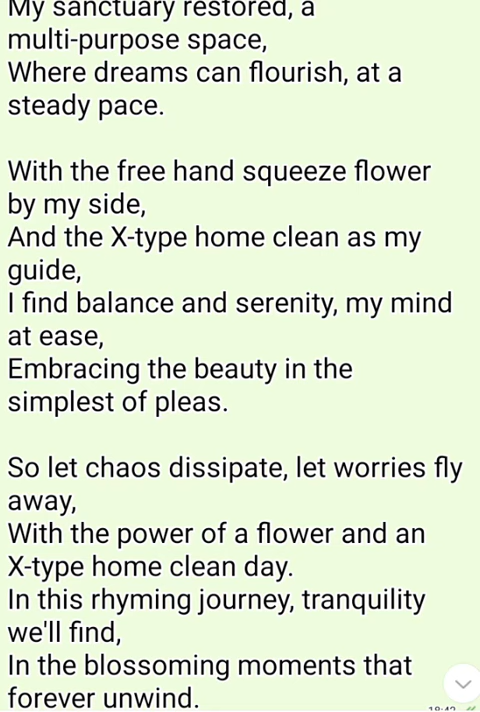 My sanctuary restored, a
multi-purpose space,
Where dreams can flourish, at a
steady pace.
With the free hand squeeze flower
by my side,
And the X-type home clean as my
guide,
I find balance and serenity, my mind
at ease,
Embracing the beauty in the
simplest of pleas.
So let chaos dissipate, let worries fly
away,
With the power of a flower and an
X-type home clean day.
In this rhyming journey, tranquility
we'll find,
In the blossoming moments that
forever unwind.